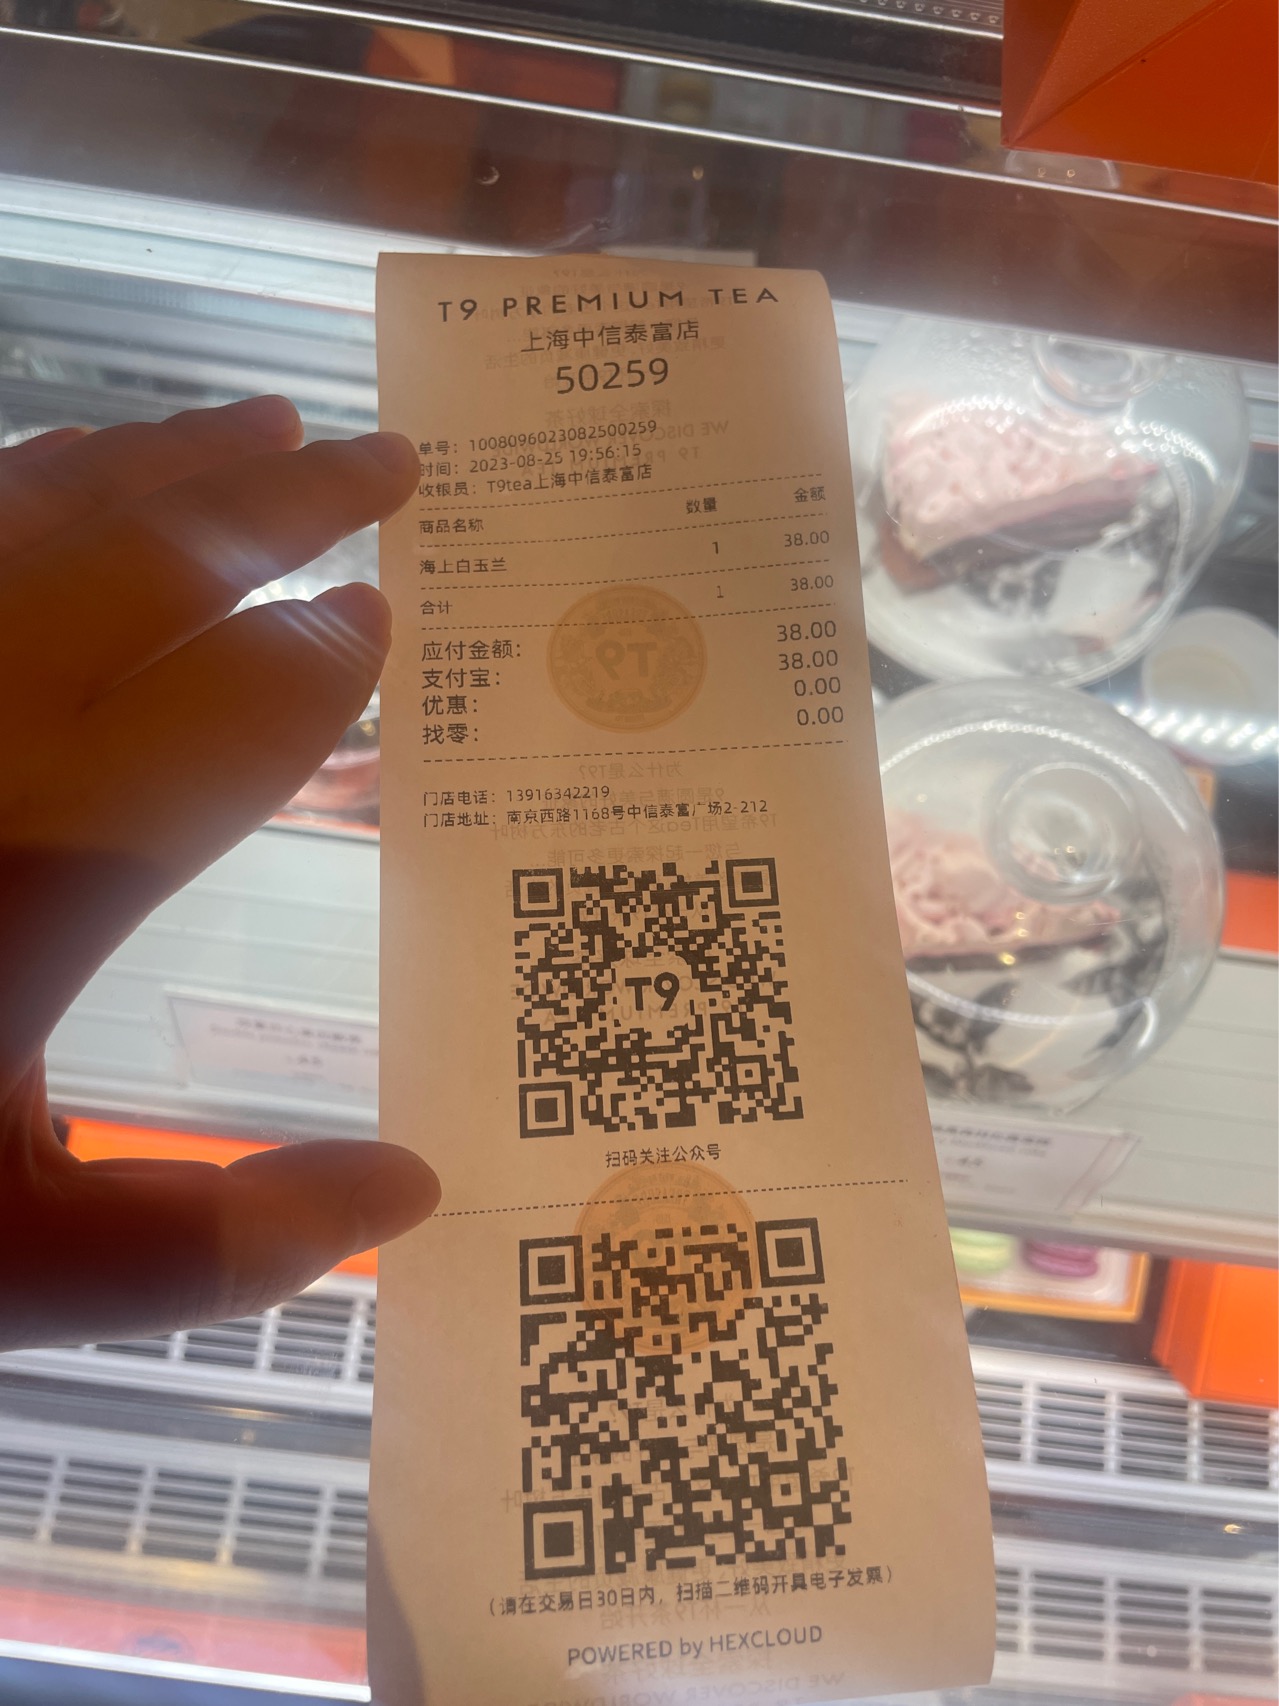 T9 PREMIUM TEA
上海中信泰富店
50259
单号：1008096023082500259
时间：2023-08-25 19:56:15
收银员：T9tea上海中信泰富店
商品名称 数量 金额
海上白玉兰 1 38.00
合计 1 38.00
应付金额： 38.00
支付宝： 38.00
优惠： 0.00
找零： 0.00
门店电话：13916342219
门店地址：南京西路1168号中信泰富广场2-212
T9
T9
扫码关注公众号
（请在交易日30日内，扫描二维码开具电子发票）
POWERED by HEXCLOUD